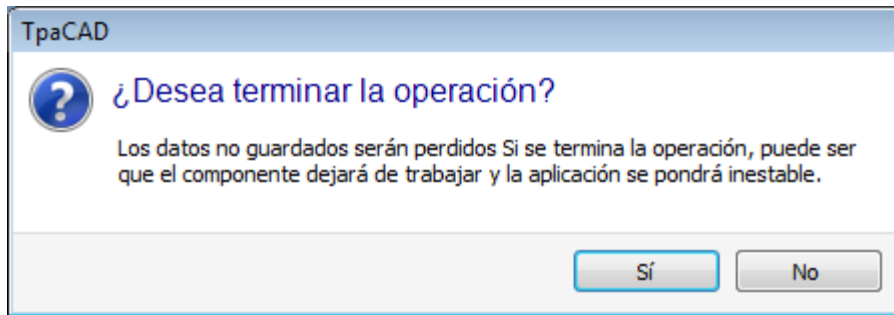 TpaCAD
¿Desea terminar la operación?
Los datos no guardados serán perdidos Si se termina la operación, puede ser
que el componente dejará de trabajar y la aplicación se pondrá inestable.
Sí
No